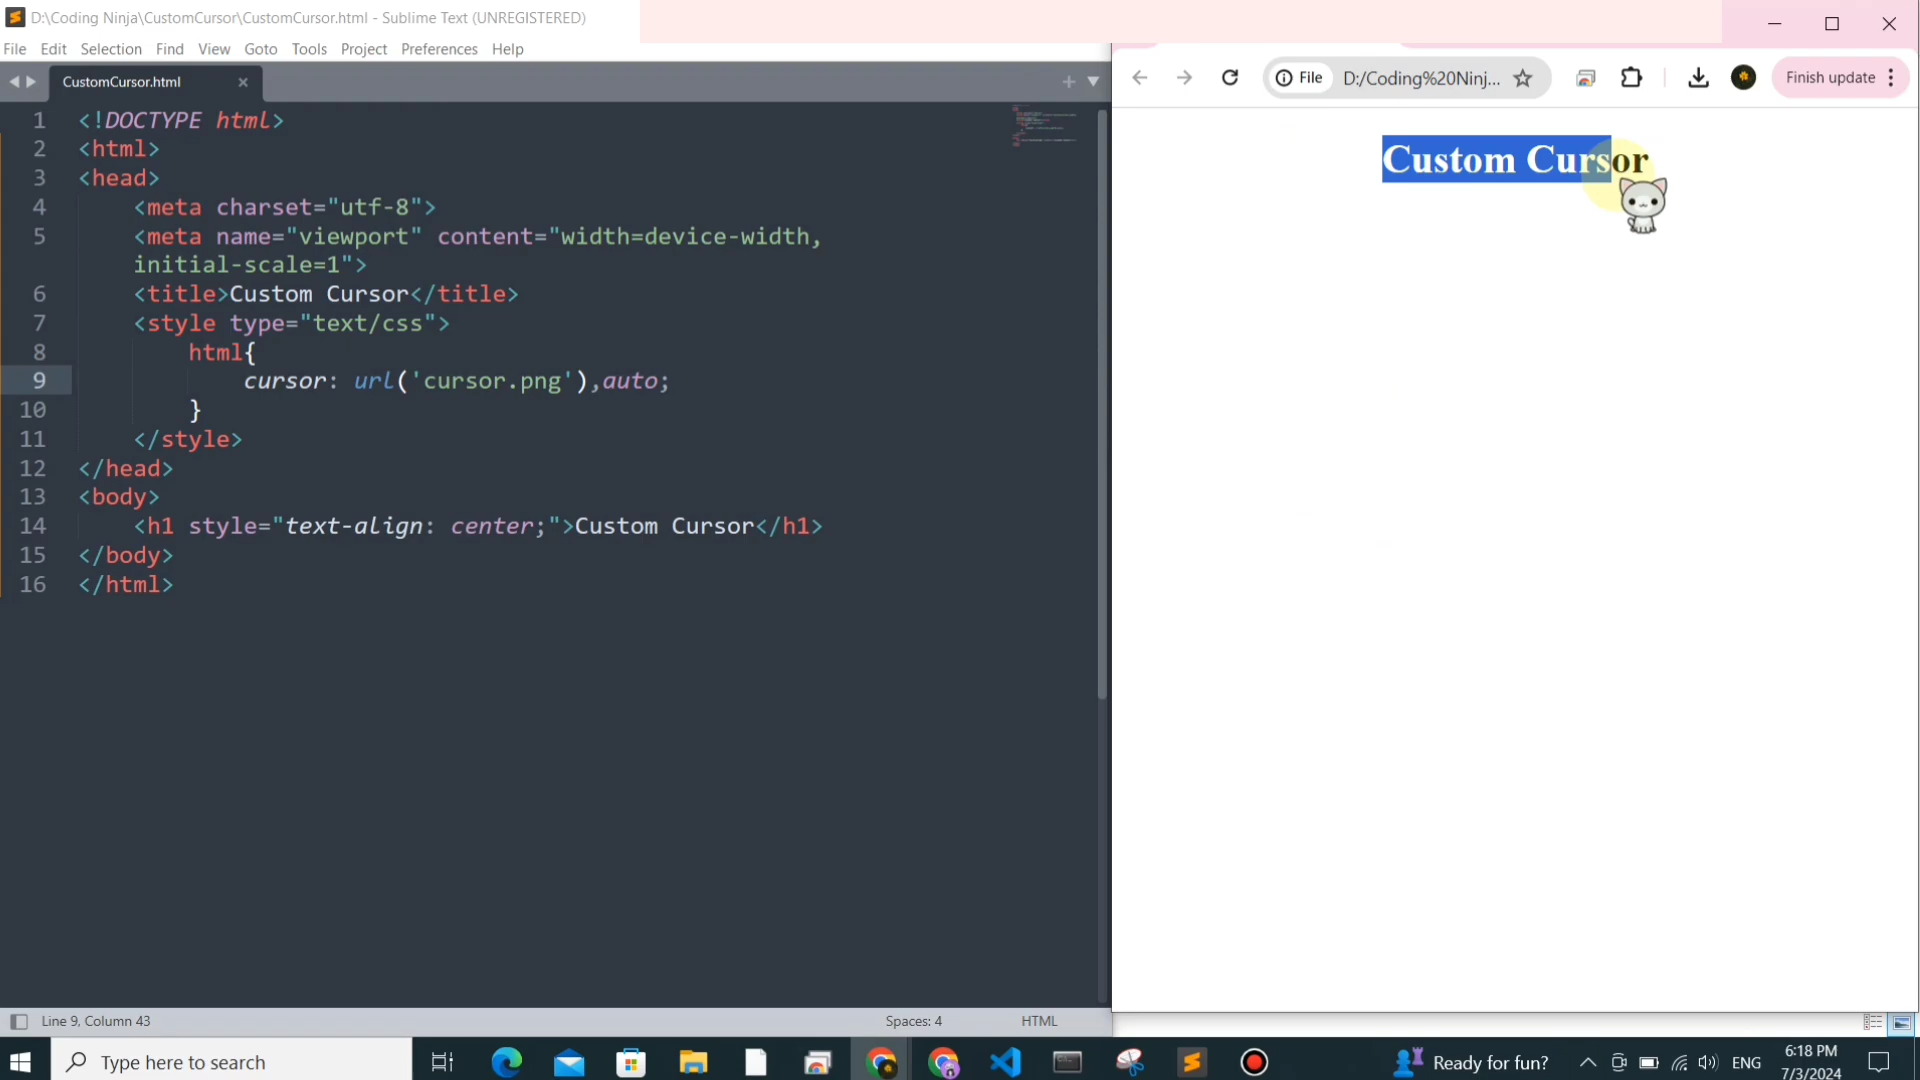 D:\Coding Ninja\CustomCursor\CustomCursor.html - Sublime Text (UNREGISTERED)
File Edit Selection Find View Goto Tools Project Preferences Help
CustomCursor.html
1 <!DOCTYPE html>
2 <html>
3 <head>
4 <meta charset="utf-8">
5 <meta name="viewport" content="width=device-width,
initial-scale=1">
6 <title>Custom Cursor</title>
7 <style type="text/css">
8 html{
9 cursor: url('cursor.png'),auto;
10 }
11 </style>
12 </head>
13 <body>
14 <h1 style="text-align: center;">Custom Cursor</h1>
15 </body>
16 </html>
Line 9, Column 43 Spaces: 4 HTML
File D:/Coding%20Ninj... Finish update
Custom Cursor
Type here to search Ready for fun? ENG
6:18 PM
7/3/2024